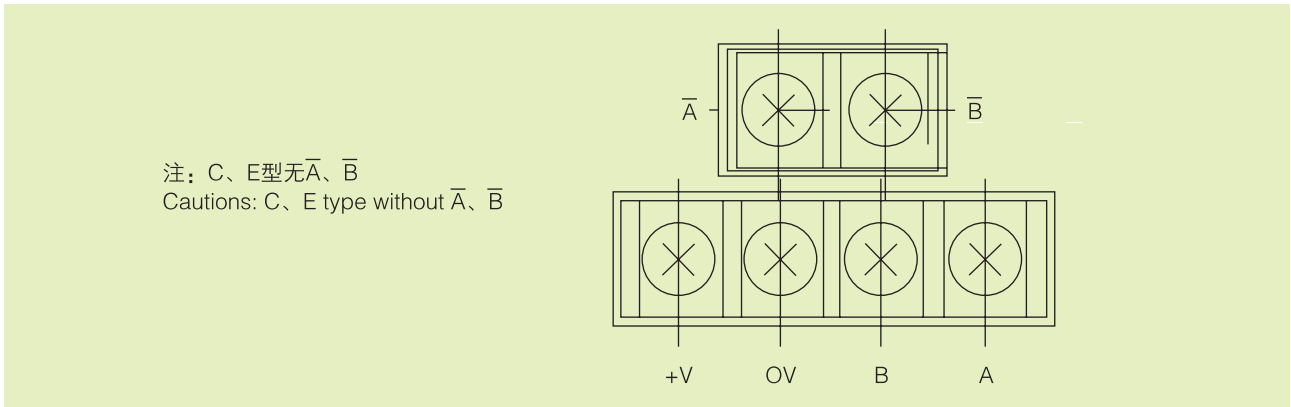 A̅ B̅
注：C、E型无A̅、B̅
Cautions: C、E type without A̅、B̅
+V OV B A